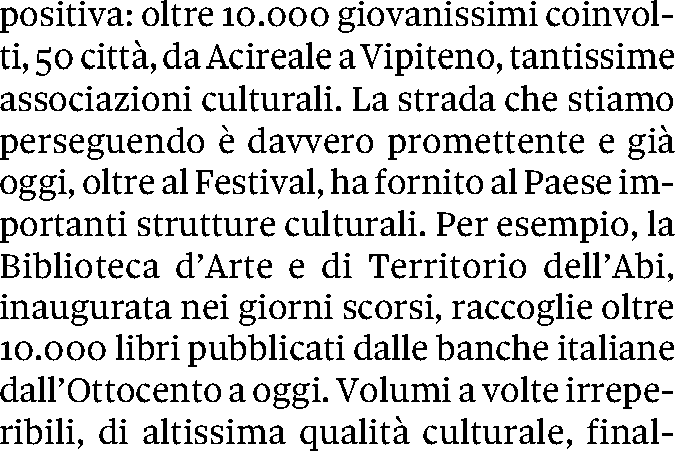 positiva: oltre 10.000 giovanissimi coinvol-
ti, 50 città, da Acireale a Vipiteno, tantissime
associazioni culturali. La strada che stiamo
perseguendo è davvero promettente e già
oggi, oltre al Festival, ha fornito al Paese im-
portanti strutture culturali. Per esempio, la
Biblioteca d’Arte e di Territorio dell’Abi,
inaugurata nei giorni scorsi, raccoglie oltre
10.000 libri pubblicati dalle banche italiane
dall’Ottocento a oggi. Volumi a volte irrepe-
ribili, di altissima qualità culturale, final-